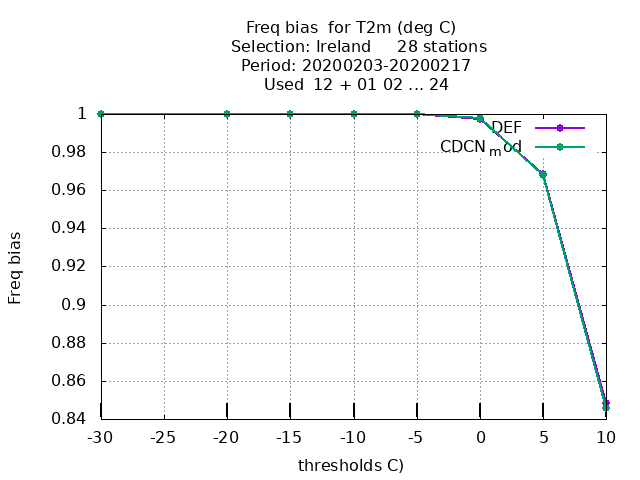 Freq bias  for T2m (deg C)
Selection: Ireland     28 stations
Period: 20200203-20200217
Used  12 + 01 02 ... 24
1
0.98
0.96
0.94
0.92
0.9
0.88
0.86
0.84
Freq bias
DEF
CDCN_mod
-30
-25
-20
-15
-10
-5
0
5
10
thresholds C)